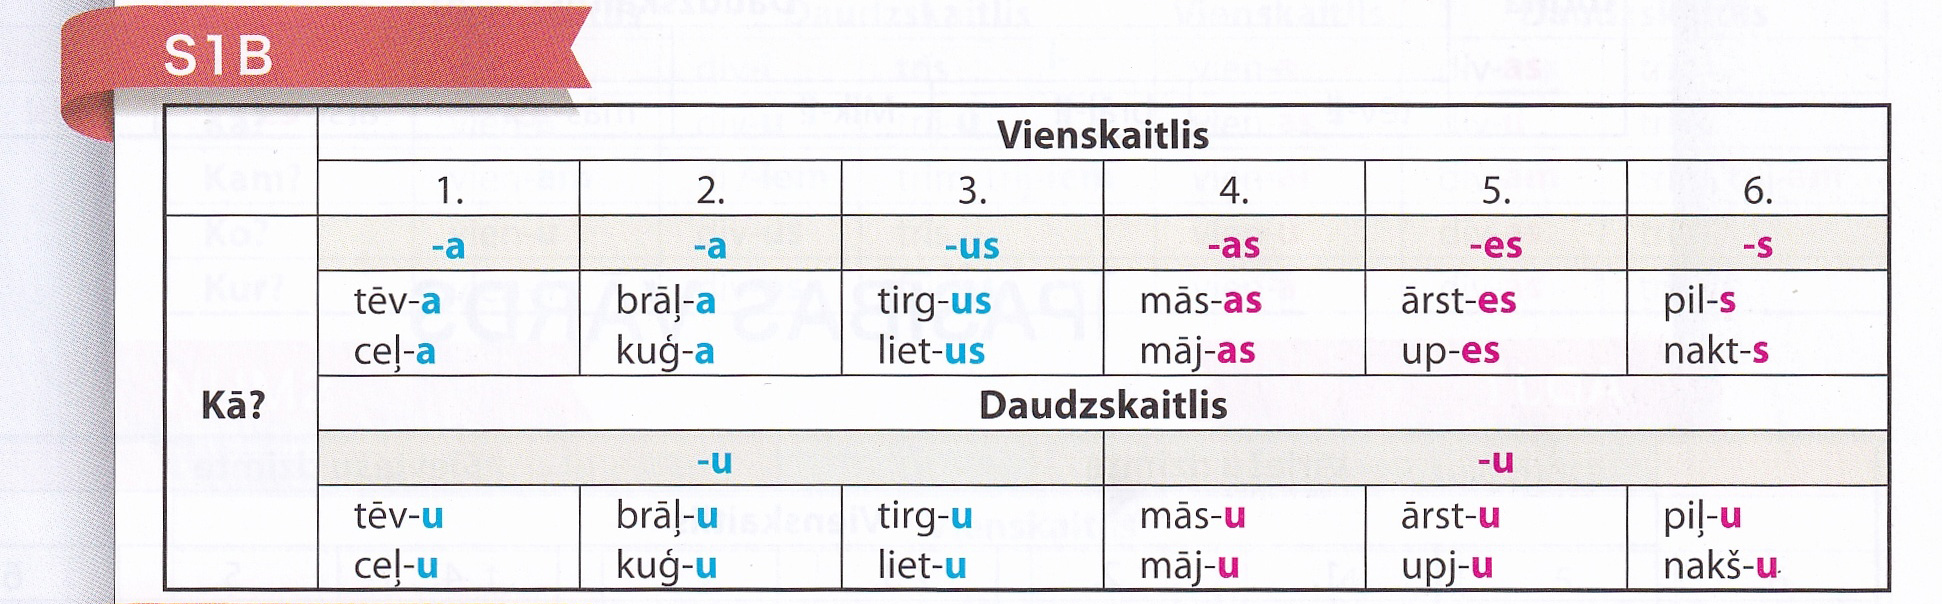 S1B
Vienskaitlis
1. 2. 3. 4. 5. 6.
-a -a -us -as -es -s
tēv-a brāļ-a tirg-us mās-as ārst-es pil-s
ceļ-a kuģ-a liet-us māj-as up-es nakt-s
Kā? Daudzskaitlis
-u -u
tēv-u brāļ-u tirg-u mās-u ārst-u piļ-u
ceļ-u kuģ-u liet-u māj-u upj-u nakš-u